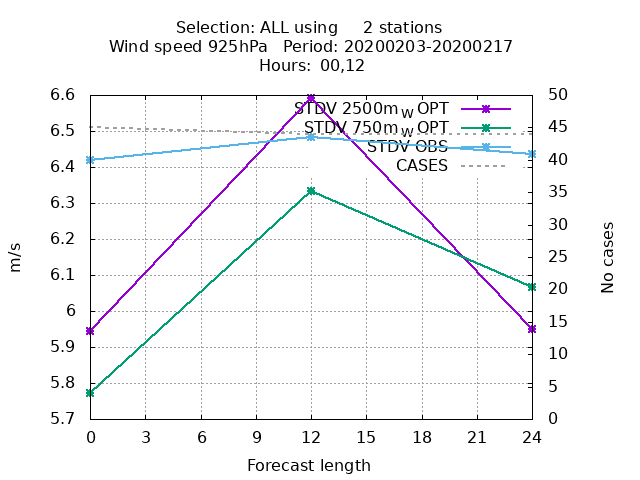 Selection: ALL using 2 stations
Wind speed 925hPa Period: 20200203-20200217
Hours: 00,12
6.6
6.5
6.4
6.3
6.2
6.1
6
5.9
5.8
5.7
m/s
STDV 2500m W OPT
STDV 750m W OPT
STDV OBS
CASES
50
45
40
35
30
25
20
15
10
5
0
No cases
0 3 6 9 12 15 18 21 24
Forecast length